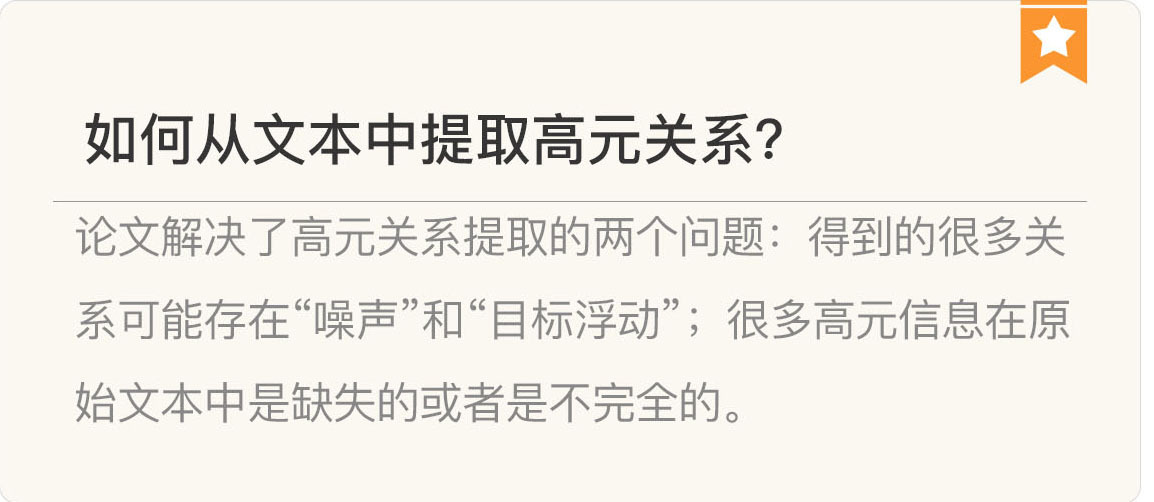 如何从文本中提取高元关系？
论文解决了高元关系提取的两个问题：得到的很多关
系可能存在“噪声”和“目标浮动”；很多高元信息在原
始文本中是缺失的或者是不完全的。